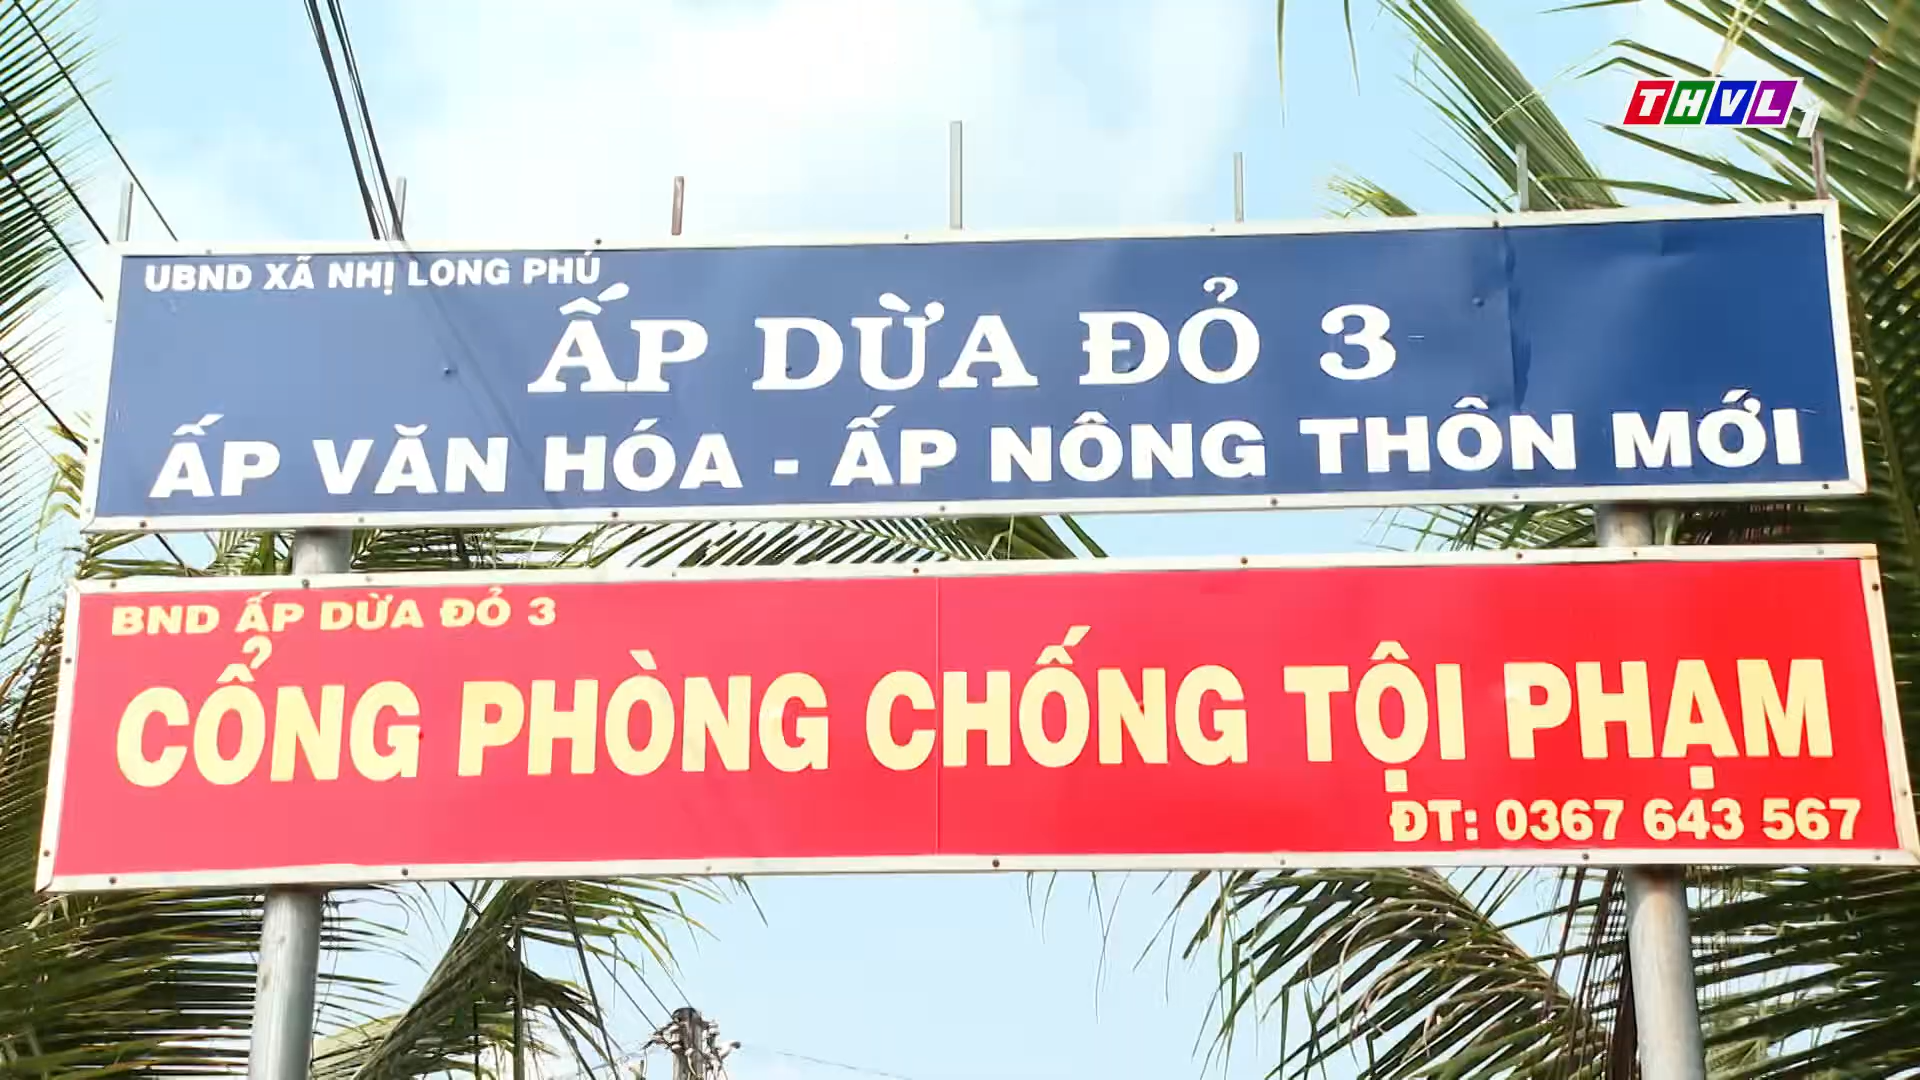 THVL1
UBND XÃ NHỊ LONG PHÚ
ẤP DỪA ĐỎ 3
ẤP VĂN HÓA - ẤP NÔNG THÔN MỚI
BND ẤP DỪA ĐỎ 3
CỔNG PHÒNG CHỐNG TỘI PHẠM
ĐT: 0367 643 567